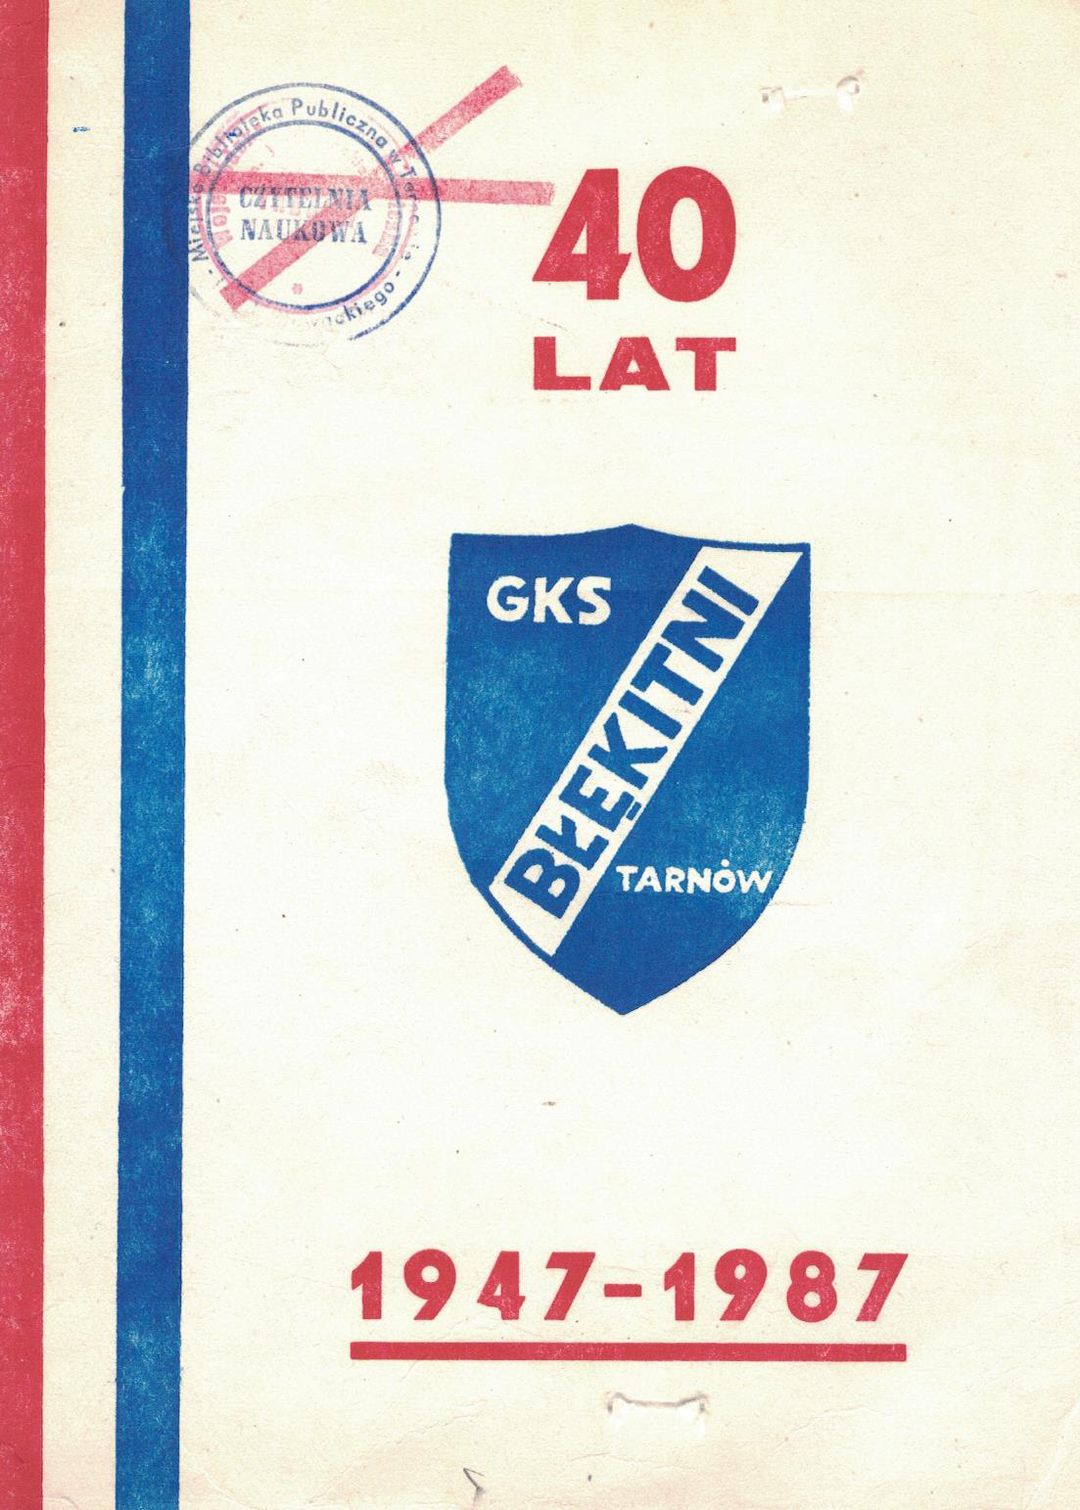 Miejska Biblioteka Publiczna w
CZYTELNIA
NAUKOWA
40
LAT
GKS
BŁĘKITNI
TARNÓW
1947-1987